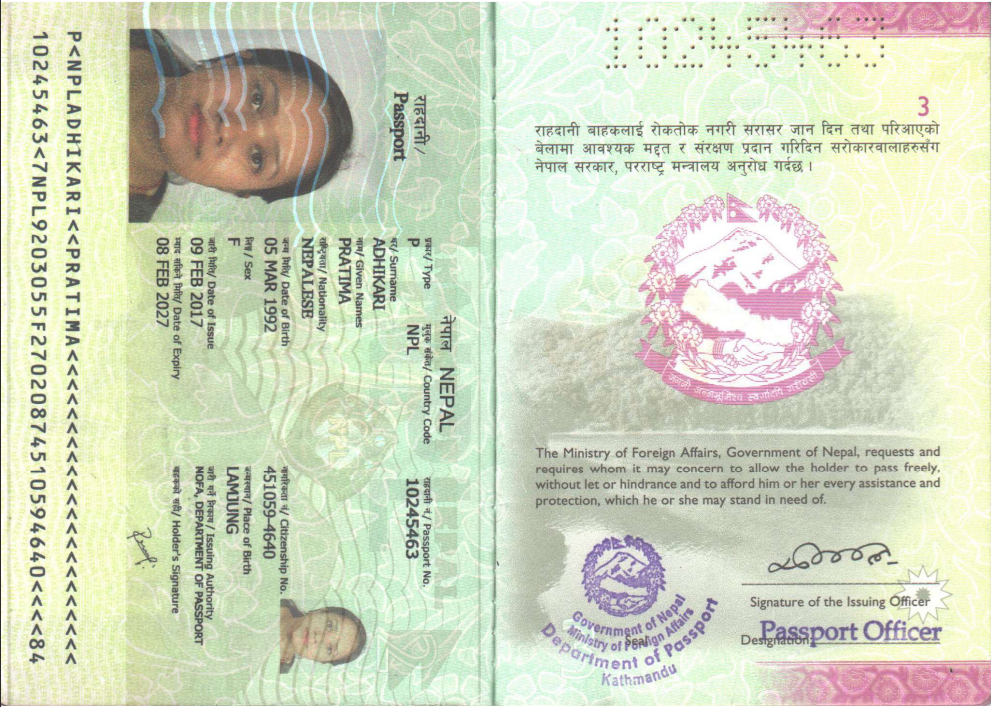 राहदानी/
Passport
नेपाल NEPAL
प्रकार/ Type
P
मुलुक संकेत/ Country Code
NPL
राहदानी नं./ Passport No.
10245463
थर/ Surname
ADHIKARI
नाम/ Given Names
PRATIMA
राष्ट्रियता/ Nationality
NEPALESE
जन्म मिति/ Date of Birth
05 MAR 1992
नागरिकता नं/ Citizenship No.
451059-4640
लिङ्ग/ Sex
F
जन्मस्थान/ Place of Birth
LAMJUNG
जारी मिति/ Date of Issue
09 FEB 2017
जारी गर्ने निकाय/ Issuing Authority
MOFA, DEPARTMENT OF PASSPORT
म्याद सकिने मिति/ Date of Expiry
08 FEB 2027
वाहकको सही/ Holder's Signature
P<NPLADHIKARI<<PRATIMA<<<<<<<<<<<<<<<<<<<<<<
10245463<7NPL9203055F27020874510594640<<<<84
10245463
3
राहदानी बाहकलाई रोकतोक नगरी सरासर जान दिन तथा परिआएको
बेलामा आवश्यक मद्दत र संरक्षण प्रदान गरिदिन सरोकारवालाहरुसँग
नेपाल सरकार, परराष्ट्र मन्त्रालय अनुरोध गर्दछ ।
जननी जन्मभूमिश्च स्वर्गादपि गरीयसी
The Ministry of Foreign Affairs, Government of Nepal, requests and
requires whom it may concern to allow the holder to pass freely,
without let or hindrance and to afford him or her every assistance and
protection, which he or she may stand in need of.
Signature of the Issuing Officer
Designation
Passport Officer
Seal
Government of Nepal
Ministry of Foreign Affairs
Department of Passport
Kathmandu